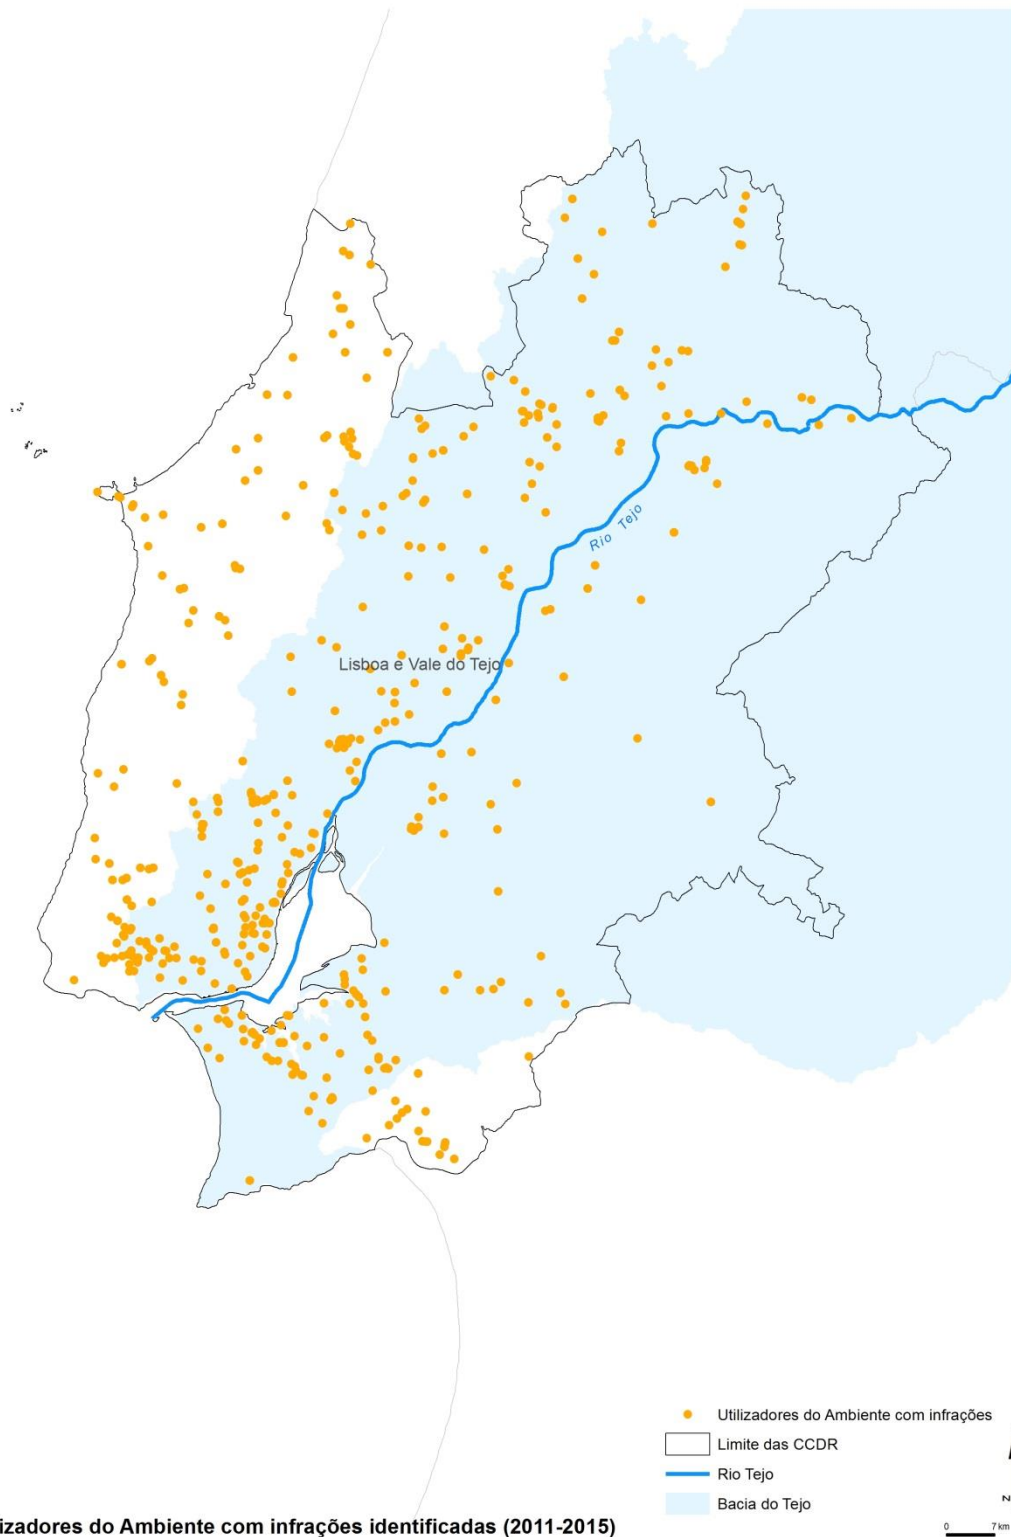 Rio Tejo
Lisboa e Vale do Tejo
Utilizadores do Ambiente com infrações
Limite das CCDR
Rio Tejo
Bacia do Tejo
N
0 7 km
izadores do Ambiente com infrações identificadas (2011-2015)